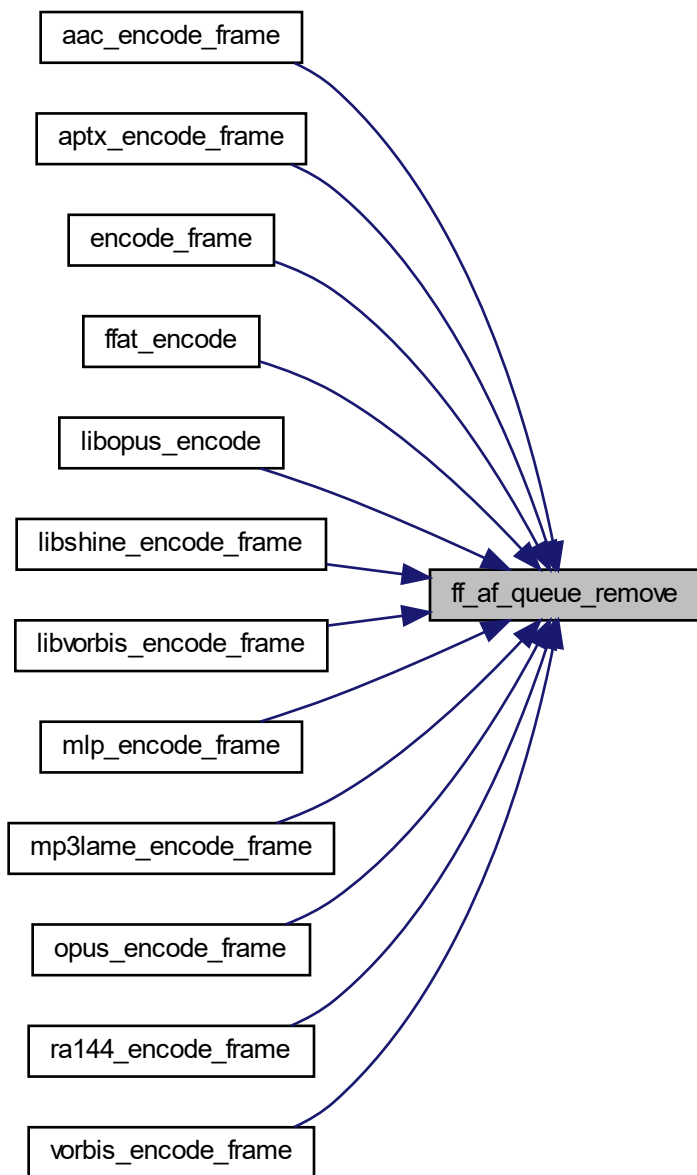 aac_encode_frame
aptx_encode_frame
encode_frame
ffat_encode
libopus_encode
libshine_encode_frame
ff_af_queue_remove
libvorbis_encode_frame
mlp_encode_frame
mp3lame_encode_frame
opus_encode_frame
ra144_encode_frame
vorbis_encode_frame